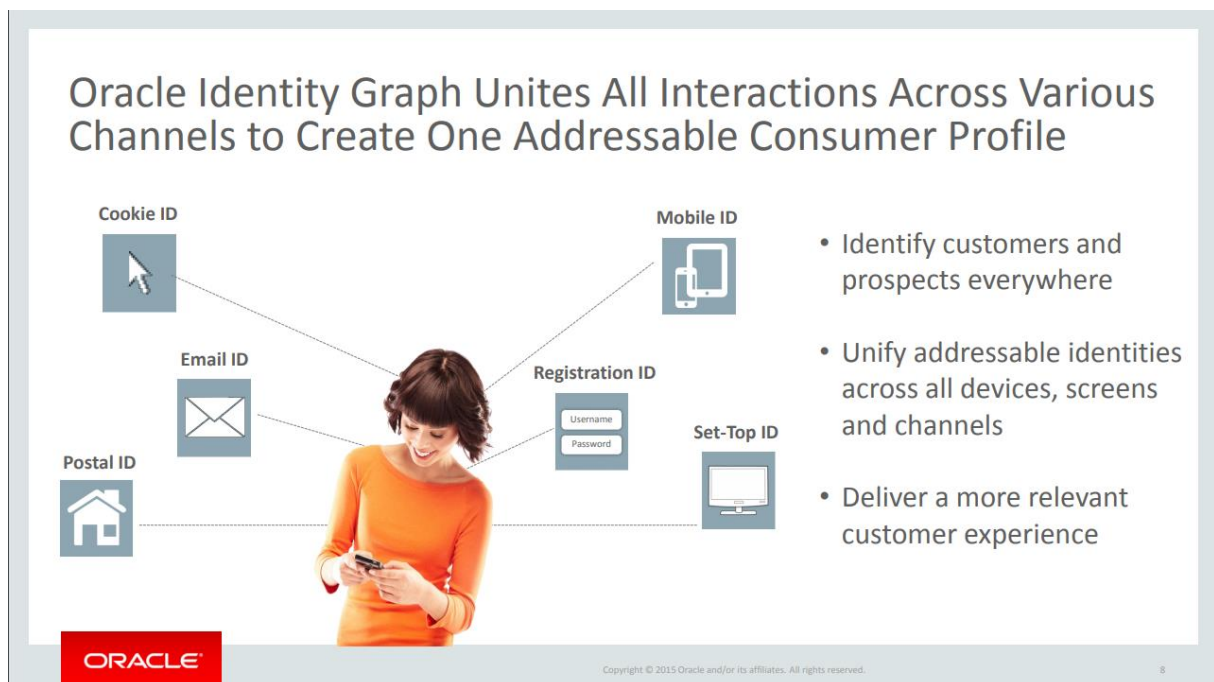 Oracle Identity Graph Unites All Interactions Across Various
Channels to Create One Addressable Consumer Profile
Cookie ID
Mobile ID
Email ID
Registration ID
Username
Password
Set-Top ID
Postal ID
• Identify customers and
prospects everywhere
• Unify addressable identities
across all devices, screens
and channels
• Deliver a more relevant
customer experience
ORACLE®
Copyright © 2015 Oracle and/or its affiliates. All rights reserved.
8